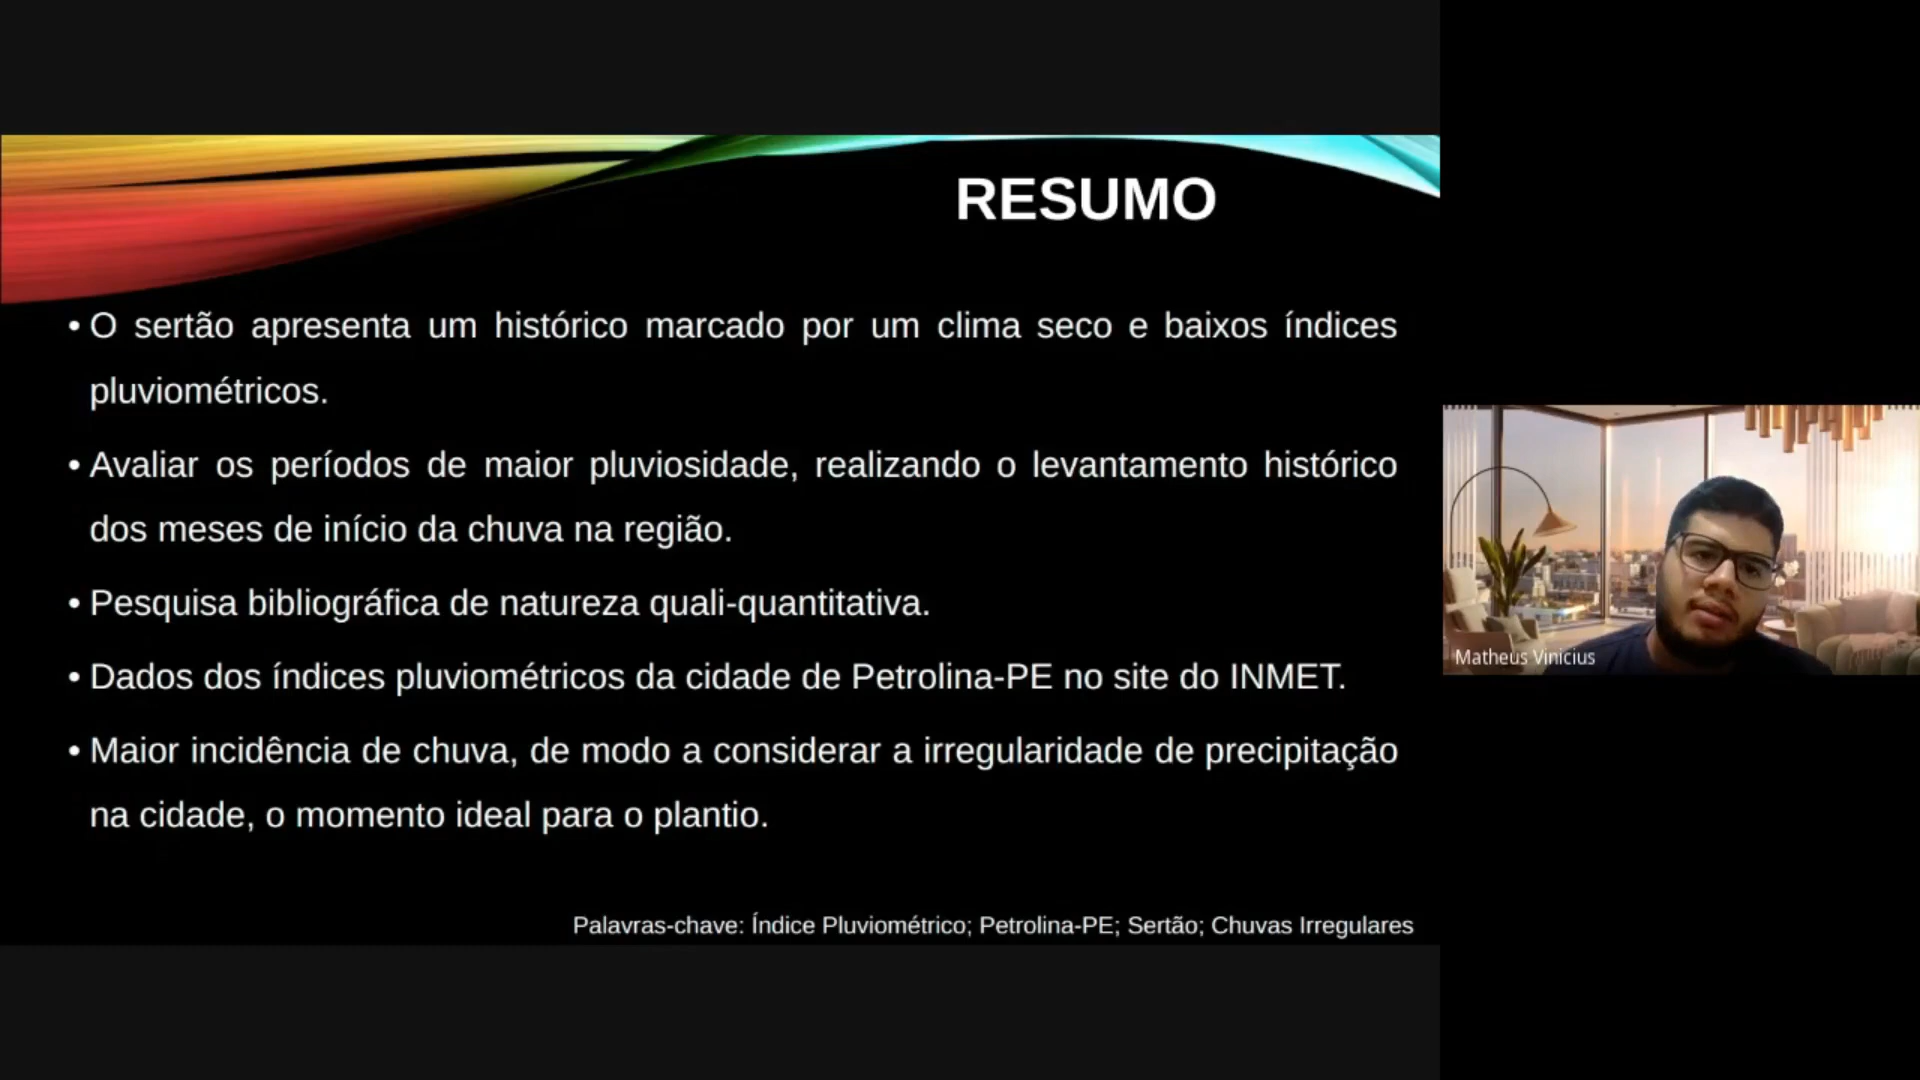 RESUMO
• O sertão apresenta um histórico marcado por um clima seco e baixos índices
pluviométricos.
• Avaliar os períodos de maior pluviosidade, realizando o levantamento histórico
dos meses de início da chuva na região.
• Pesquisa bibliográfica de natureza quali-quantitativa.
• Dados dos índices pluviométricos da cidade de Petrolina-PE no site do INMET.
• Maior incidência de chuva, de modo a considerar a irregularidade de precipitação
na cidade, o momento ideal para o plantio.
Palavras-chave: Índice Pluviométrico; Petrolina-PE; Sertão; Chuvas Irregulares
Matheus Vinicius